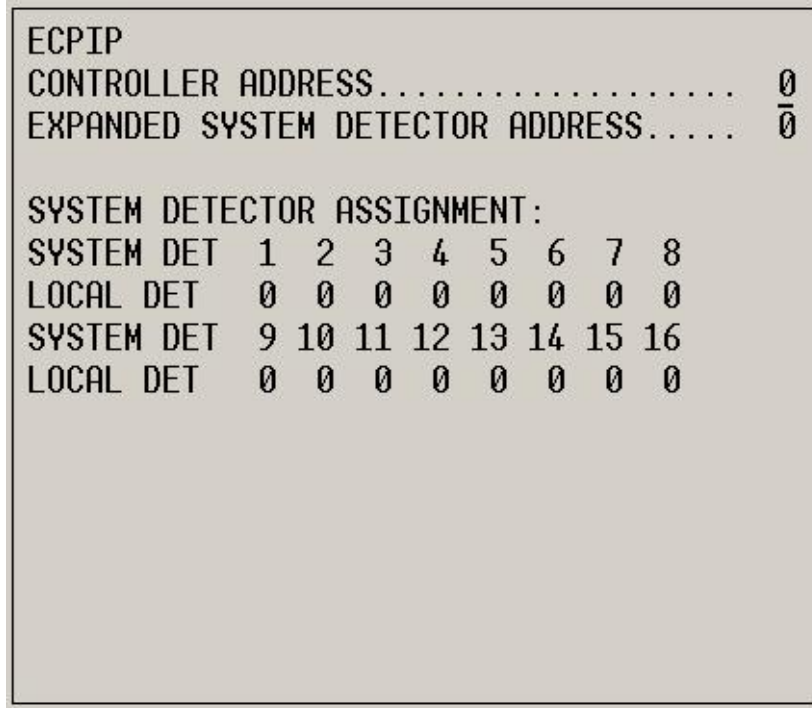 ECPIP
CONTROLLER ADDRESS................... 0
EXPANDED SYSTEM DETECTOR ADDRESS..... 0
SYSTEM DETECTOR ASSIGNMENT:
SYSTEM DET 1 2 3 4 5 6 7 8
LOCAL DET 0 0 0 0 0 0 0 0
SYSTEM DET 9 10 11 12 13 14 15 16
LOCAL DET 0 0 0 0 0 0 0 0